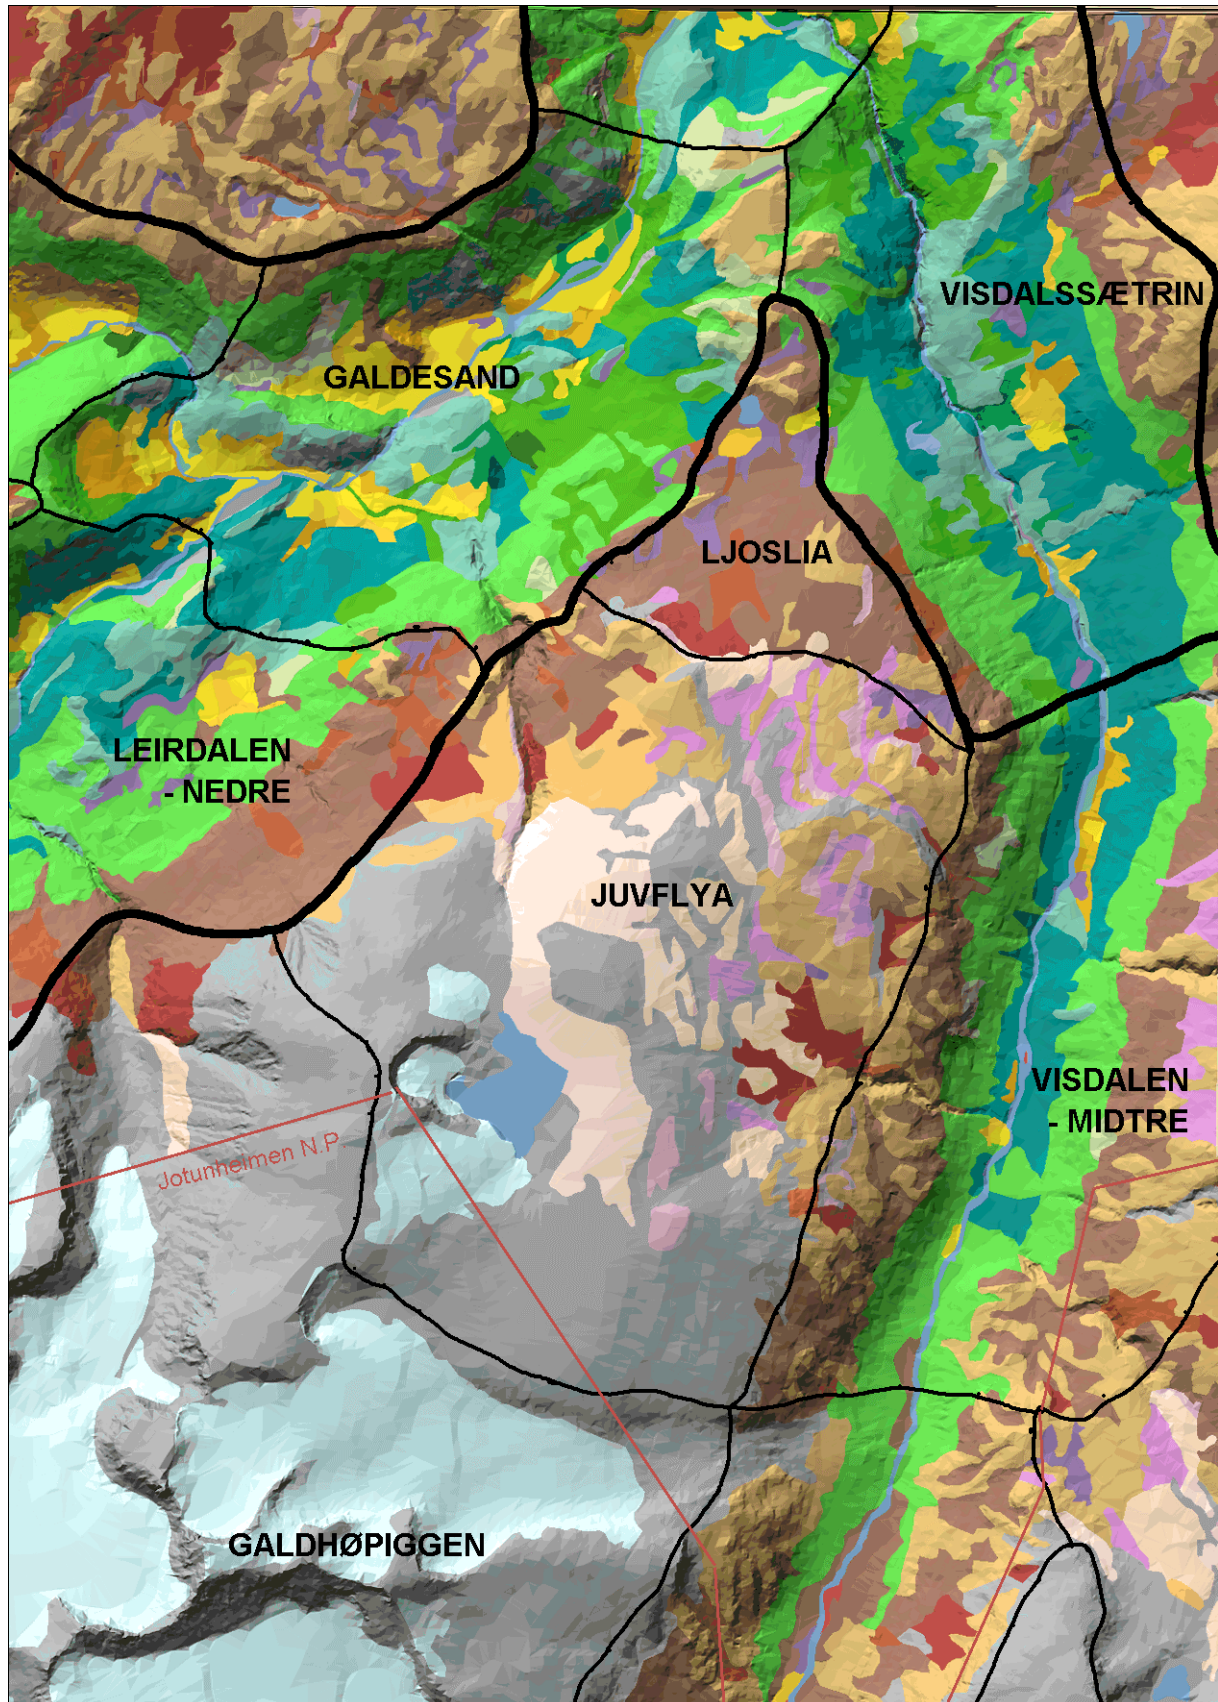 VISDALSSÆTRIN
GALDESAND
LJOSLIA
LEIRDALEN
- NEDRE
JUVFLYA
VISDALEN
- MIDTRE
Jotunheimen N.P.
GALDHØPIGGEN